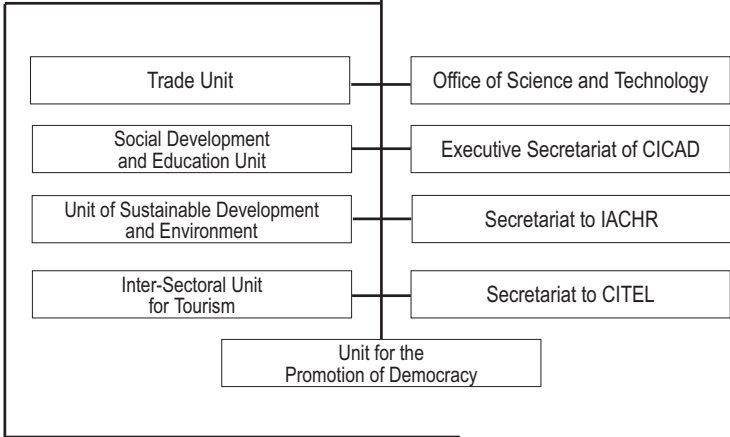 Trade Unit
Office of Science and Technology
Social Development
and Education Unit
Executive Secretariat of CICAD
Unit of Sustainable Development
and Environment
Secretariat to IACHR
Inter-Sectoral Unit
for Tourism
Secretariat to CITEL
Unit for the
Promotion of Democracy